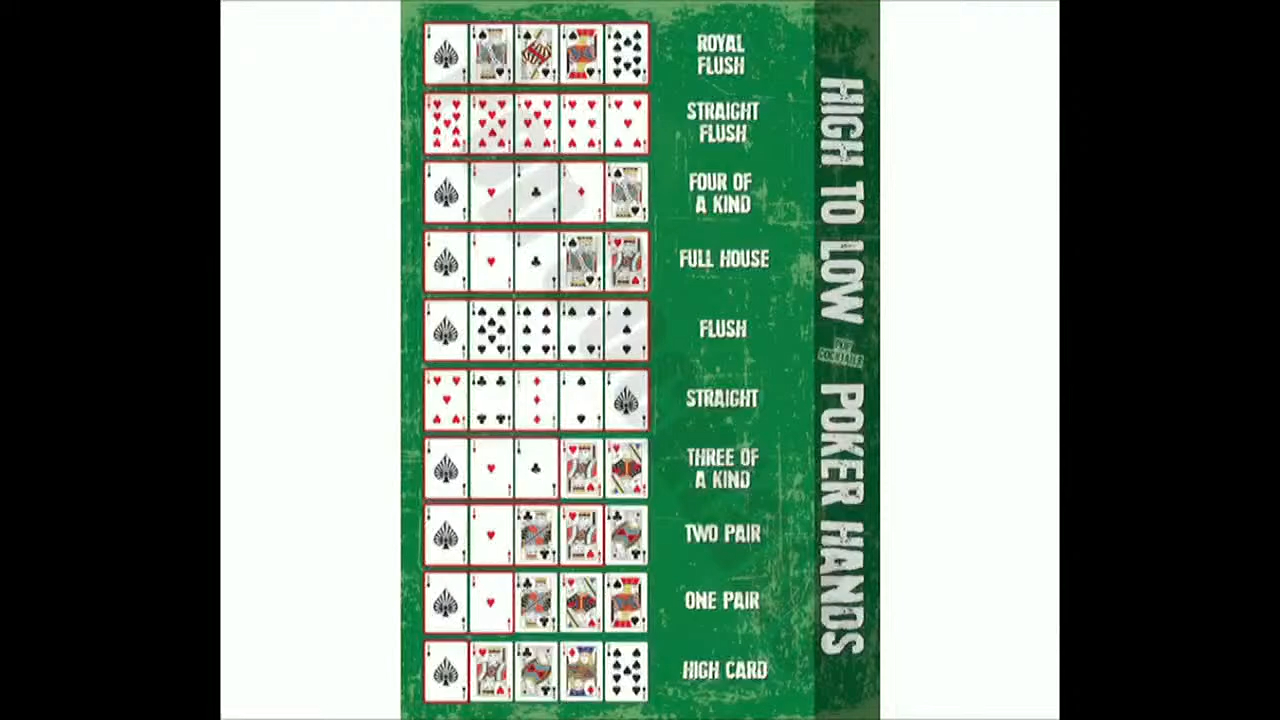 ROYAL
FLUSH
STRAIGHT
FLUSH
FOUR OF
A KIND
FULL HOUSE
FLUSH
STRAIGHT
THREE OF
A KIND
TWO PAIR
ONE PAIR
HIGH CARD
HIGH TO LOW
POKER HANDS